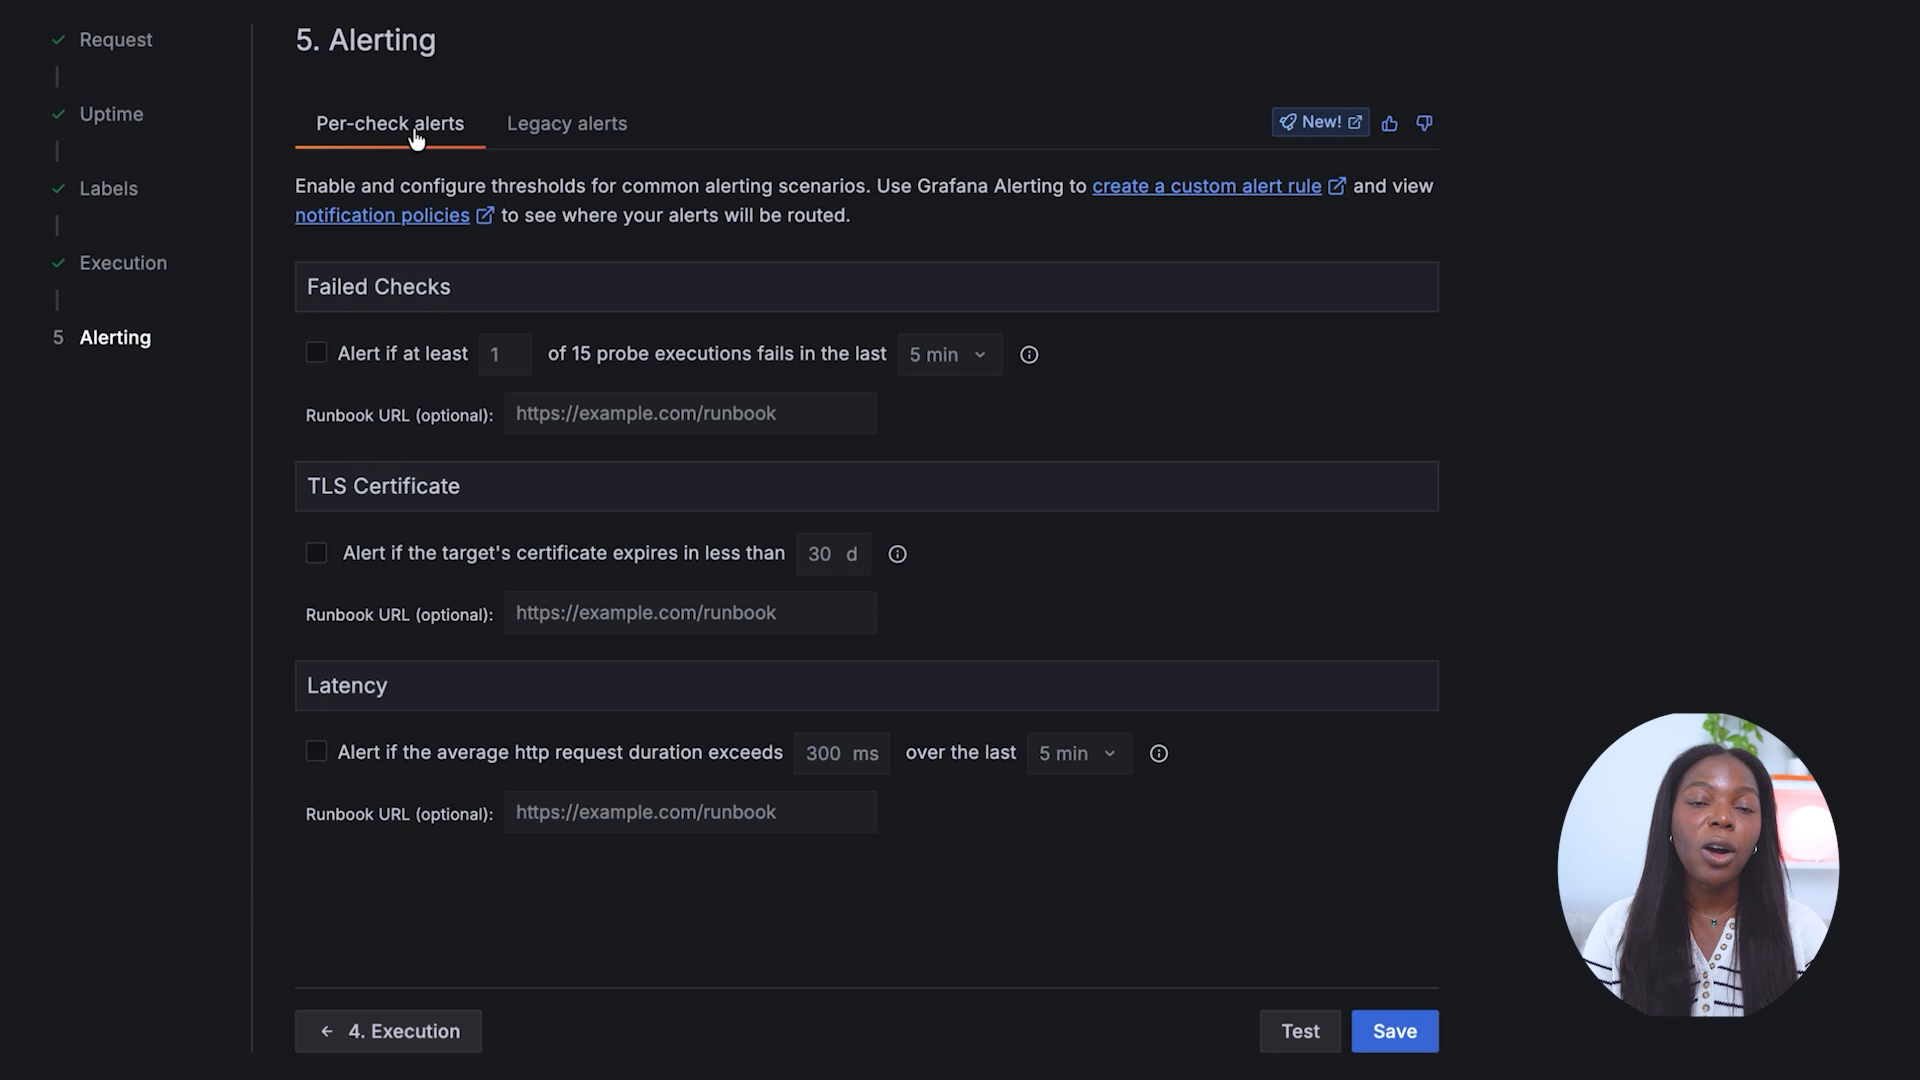 Request
Uptime
Labels
Execution
5 Alerting
5. Alerting
Per-check alerts
Legacy alerts
New!
Enable and configure thresholds for common alerting scenarios. Use Grafana Alerting to create a custom alert rule and view
notification policies to see where your alerts will be routed.
Failed Checks
Alert if at least 1 of 15 probe executions fails in the last 5 min
Runbook URL (optional): https://example.com/runbook
TLS Certificate
Alert if the target's certificate expires in less than 30 d
Runbook URL (optional): https://example.com/runbook
Latency
Alert if the average http request duration exceeds 300 ms over the last 5 min
Runbook URL (optional): https://example.com/runbook
4. Execution
Test
Save